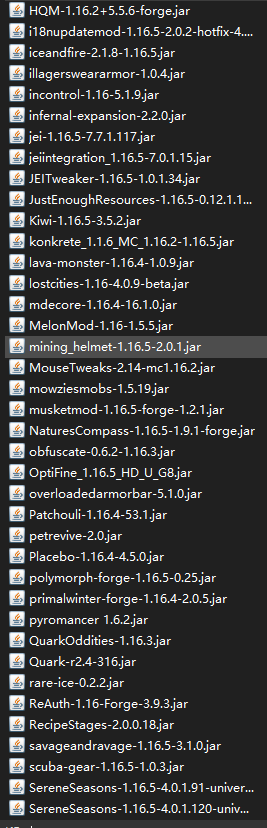 HQM-1.16.2+5.5.6-forge.jar
i18nupdatemod-1.16.5-2.0.2-hotfix-4....
iceandfire-2.1.8-1.16.5.jar
illagersweararmor-1.0.4.jar
incontrol-1.16-5.1.9.jar
infernal-expansion-2.2.0.jar
jei-1.16.5-7.7.1.117.jar
jeiintegration_1.16.5-7.0.1.15.jar
JEITweaker-1.16.5-1.0.1.34.jar
JustEnoughResources-1.16.5-0.12.1.1...
Kiwi-1.16.5-3.5.2.jar
konkrete_1.1.6_MC_1.16.2-1.16.5.jar
lava-monster-1.16.4-1.0.9.jar
lostcities-1.16-4.0.9-beta.jar
mdecore-1.16.4-16.1.0.jar
MelonMod-1.16-1.5.5.jar
mining_helmet-1.16.5-2.0.1.jar
MouseTweaks-2.14-mc1.16.2.jar
mowziesmobs-1.5.19.jar
musketmod-1.16.5-forge-1.2.1.jar
NaturesCompass-1.16.5-1.9.1-forge.jar
obfuscate-0.6.2-1.16.3.jar
OptiFine_1.16.5_HD_U_G8.jar
overloadedarmorbar-5.1.0.jar
Patchouli-1.16.4-53.1.jar
petrevive-2.0.jar
Placebo-1.16.4-4.5.0.jar
polymorph-forge-1.16.5-0.25.jar
primalwinter-forge-1.16.4-2.0.5.jar
pyromancer 1.6.2.jar
QuarkOddities-1.16.3.jar
Quark-r2.4-316.jar
rare-ice-0.2.2.jar
ReAuth-1.16-Forge-3.9.3.jar
RecipeStages-2.0.0.18.jar
savageandravage-1.16.5-3.1.0.jar
scuba-gear-1.16.5-1.0.3.jar
SereneSeasons-1.16.5-4.0.1.91-univer...
SereneSeasons-1.16.5-4.0.1.120-univ...